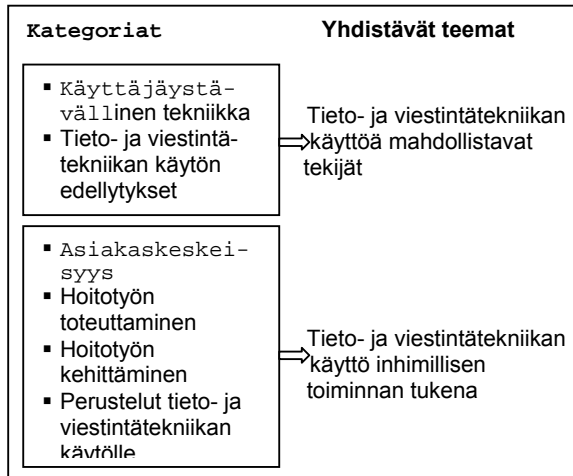 Kategoriat
Yhdistävät teemat
▪ Käyttäjäystä-
vällinen tekniikka
▪ Tieto- ja viestintä-
tekniikan käytön
edellytykset
Tieto- ja viestintätekniikan
käyttöä mahdollistavat
tekijät
▪ Asiakaskeskei-
syys
▪ Hoitotyön
toteuttaminen
▪ Hoitotyön
kehittäminen
▪ Perustelut tieto- ja
viestintätekniikan
käytölle
Tieto- ja viestintätekniikan
käyttö inhimillisen
toiminnan tukena